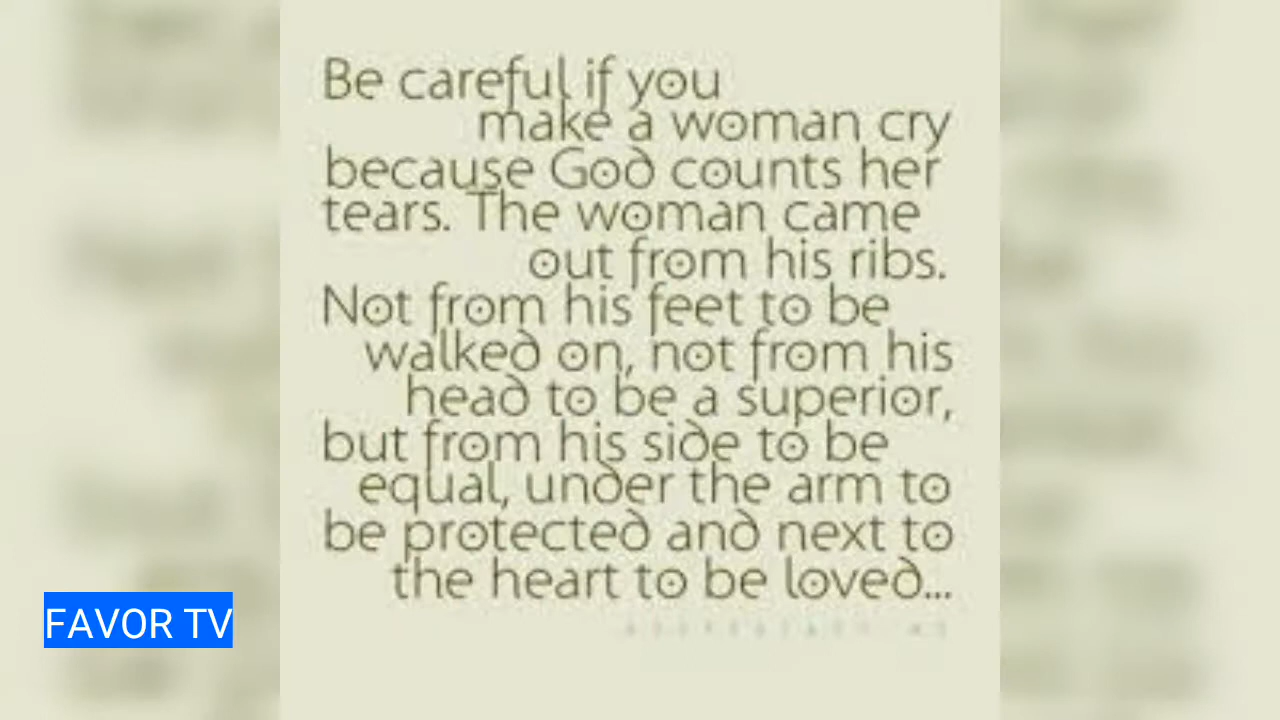 Be careful if you
make a woman cry
because God counts her
tears. The woman came
out from his ribs.
Not from his feet to be
walked on, not from his
head to be a superior,
but from his side to be
equal, under the arm to
be protected and next to
the heart to be loved...
FAVOR TV